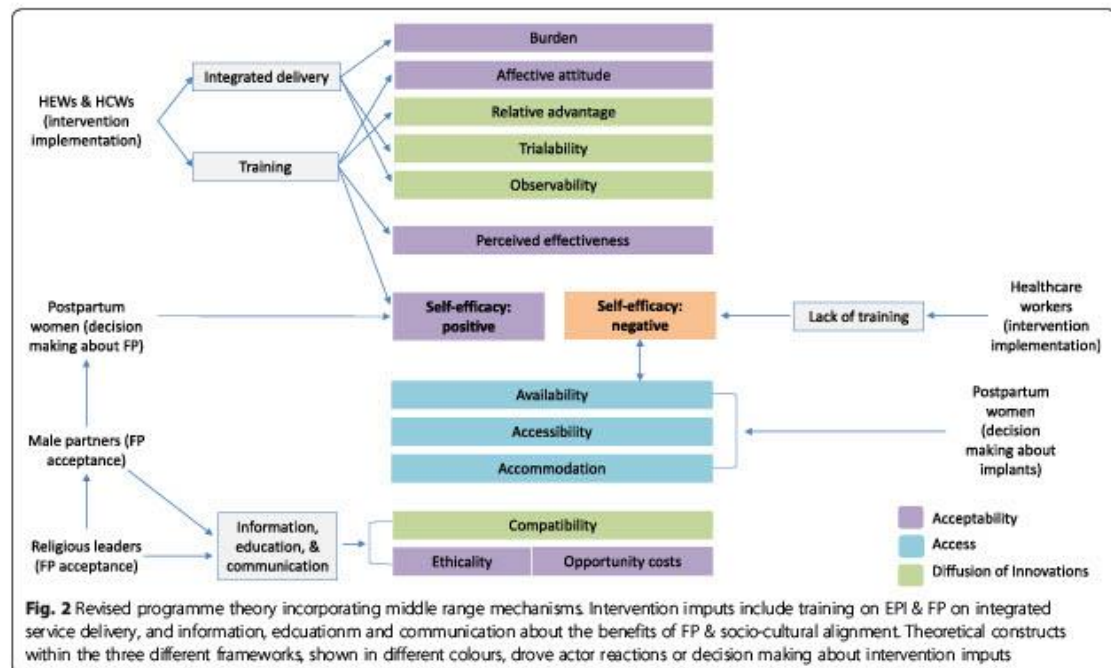 Burden
Integrated delivery
Affective attitude
HEWs & HCWs
(intervention
implementation)
Relative advantage
Trialability
Training
Observability
Perceived effectiveness
Postpartum
women (decision
making about FP)
Self-efficacy:
positive
Self-efficacy:
negative
Lack of training
Healthcare
workers
(intervention
implementation)
Availability
Accessibility
Accommodation
Postpartum
women
(decision
making about
implants)
Male partners (FP
acceptance)
Religious leaders
(FP acceptance)
Information,
education, &
communication
Compatibility
Ethicality
Opportunity costs
Acceptability
Access
Diffusion of Innovations
Fig. 2 Revised programme theory incorporating middle range mechanisms. Intervention imputs include training on EPI & FP on integrated
service delivery, and information, edcuationm and communication about the benefits of FP & socio-cultural alignment. Theoretical constructs
within the three different frameworks, shown in different colours, drove actor reactions or decision making about intervention imputs